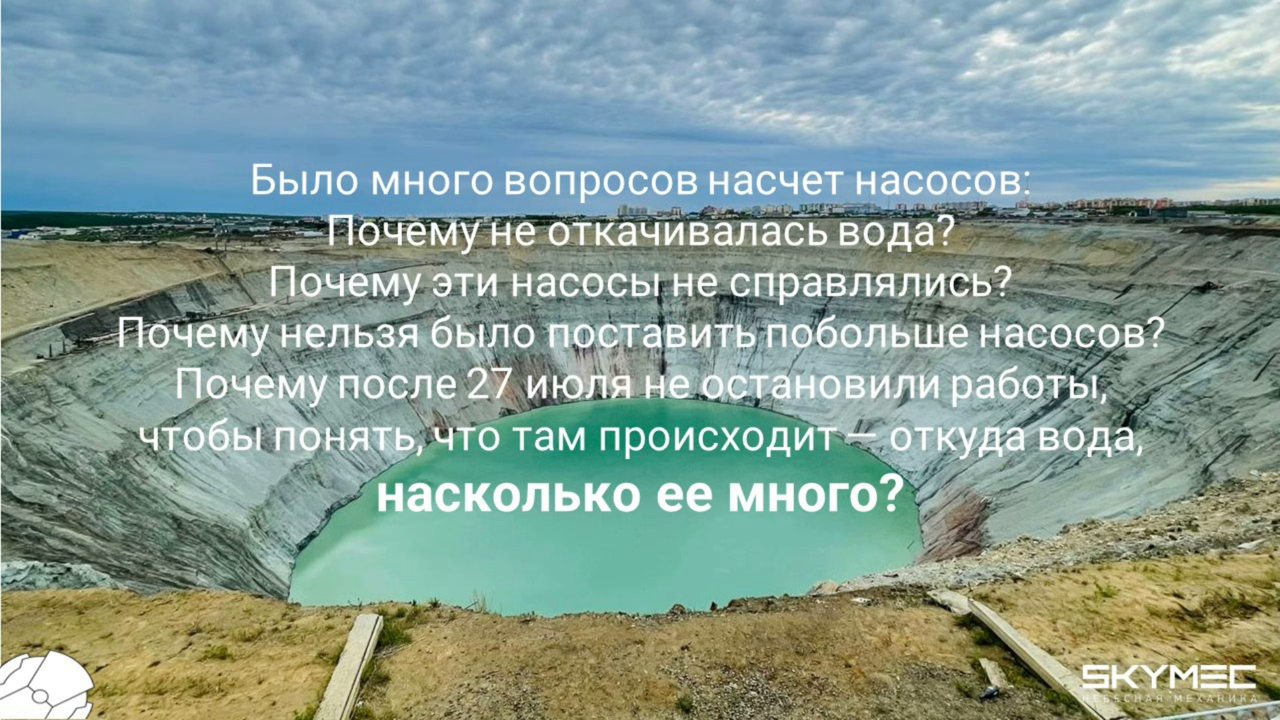 Было много вопросов насчет насосов:
Почему не откачивалась вода?
Почему эти насосы не справлялись?
Почему нельзя было поставить побольше насосов?
Почему после 27 июля не остановили работы,
чтобы понять, что там происходит — откуда вода,
насколько ее много?
SKYMEC
НЕБЕСНАЯ МЕХАНИКА